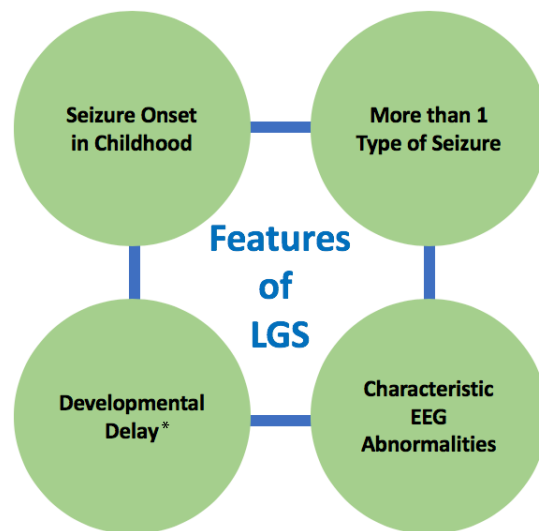 Seizure Onset
in Childhood
More than 1
Type of Seizure
Features
of
LGS
Developmental
Delay*
Characteristic
EEG
Abnormalities